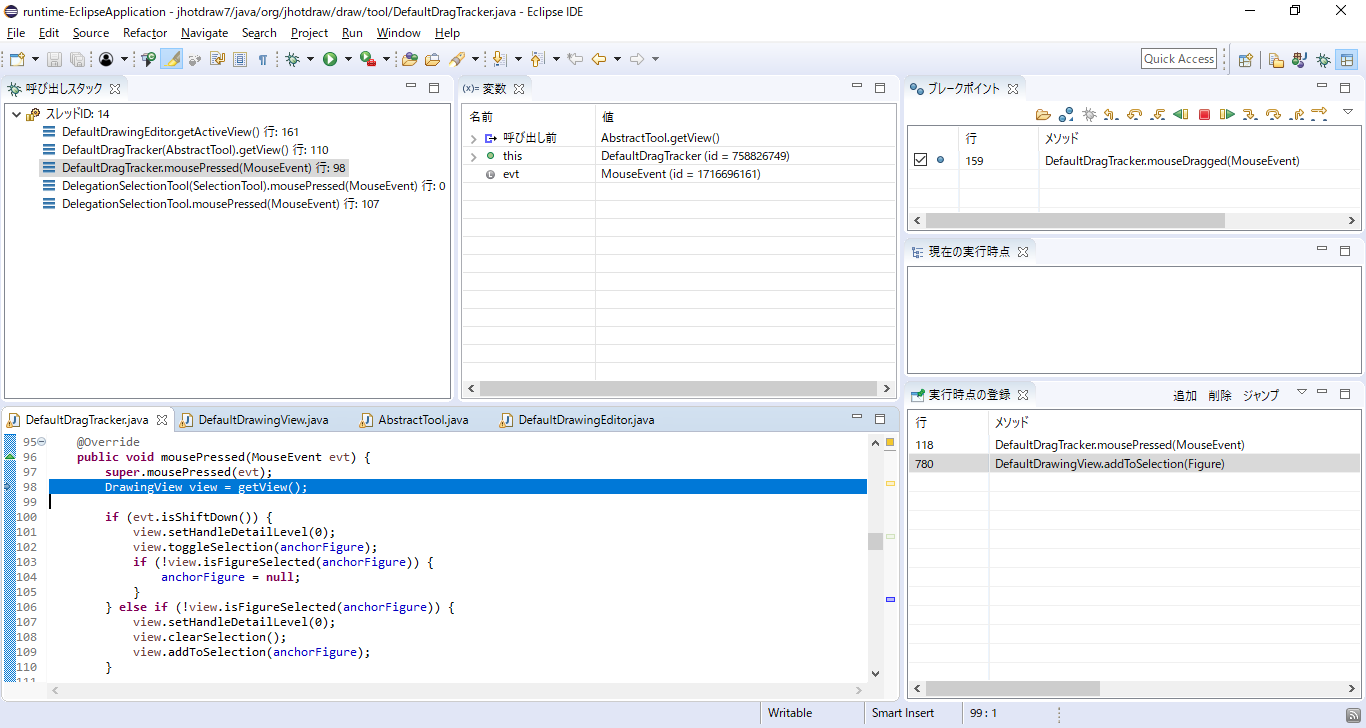 runtime-EclipseApplication - jhotdraw7/java/org/jhotdraw/draw/tool/DefaultDragTracker.java - Eclipse IDE
File Edit Source Refactor Navigate Search Project Run Window Help
Quick Access
呼び出しスタック
スレッドID: 14
DefaultDrawingEditor.getActiveView() 行: 161
DefaultDragTracker(AbstractTool).getView() 行: 110
DefaultDragTracker.mousePressed(MouseEvent) 行: 98
DelegationSelectionTool(SelectionTool).mousePressed(MouseEvent) 行: 0
DelegationSelectionTool.mousePressed(MouseEvent) 行: 107
(x)= 変数
名前 値
呼び出し前 AbstractTool.getView()
this DefaultDragTracker (id = 758826749)
evt MouseEvent (id = 1716696161)
ブレークポイント
行 メソッド
159 DefaultDragTracker.mouseDragged(MouseEvent)
現在の実行時点
実行時点の登録 追加 削除 ジャンプ
行 メソッド
118 DefaultDragTracker.mousePressed(MouseEvent)
780 DefaultDrawingView.addToSelection(Figure)
DefaultDragTracker.java DefaultDrawingView.java AbstractTool.java DefaultDrawingEditor.java
95 @Override
96 public void mousePressed(MouseEvent evt) {
97 super.mousePressed(evt);
98 DrawingView view = getView();
99
100 if (evt.isShiftDown()) {
101 view.setHandleDetailLevel(0);
102 view.toggleSelection(anchorFigure);
103 if (!view.isFigureSelected(anchorFigure)) {
104 anchorFigure = null;
105 }
106 } else if (!view.isFigureSelected(anchorFigure)) {
107 view.setHandleDetailLevel(0);
108 view.clearSelection();
109 view.addToSelection(anchorFigure);
110 }
111
Writable Smart Insert 99 : 1